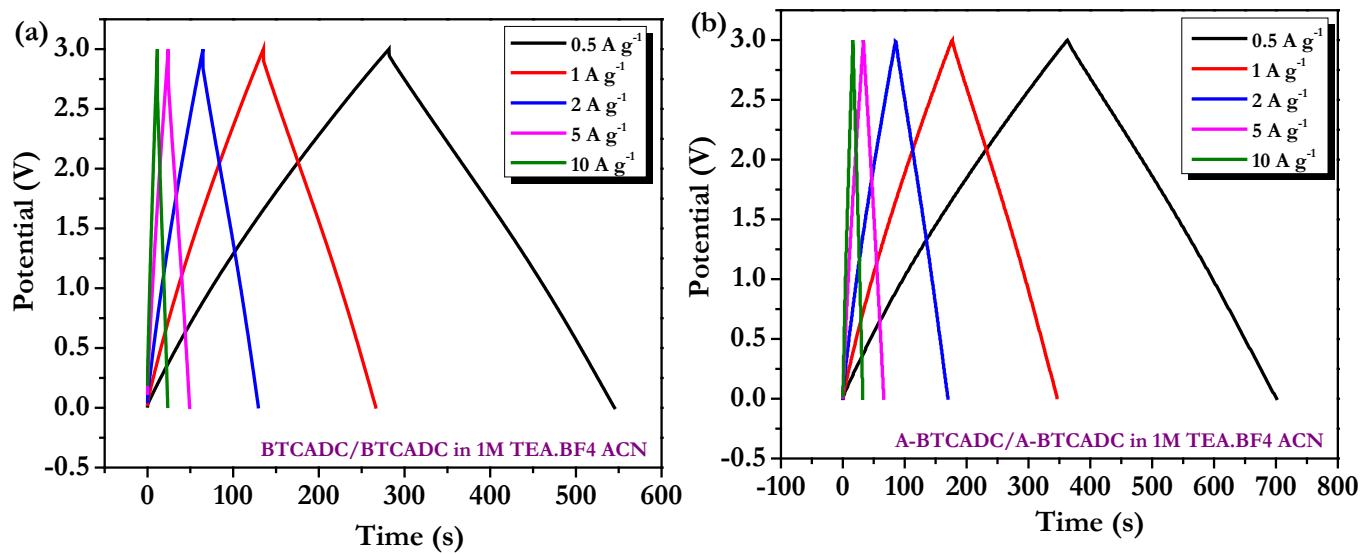 (a)
3.0
2.5
2.0
1.5
1.0
0.5
0.0
-0.5
Potential (V)
0.5 A g⁻¹
1 A g⁻¹
2 A g⁻¹
5 A g⁻¹
10 A g⁻¹
BTCADC/BTCADC in 1M TEA.BF4 ACN
0 100 200 300 400 500 600
Time (s)
(b)
3.0
2.5
2.0
1.5
1.0
0.5
0.0
-0.5
Potential (V)
0.5 A g⁻¹
1 A g⁻¹
2 A g⁻¹
5 A g⁻¹
10 A g⁻¹
A-BTCADC/A-BTCADC in 1M TEA.BF4 ACN
-100 0 100 200 300 400 500 600 700 800
Time (s)